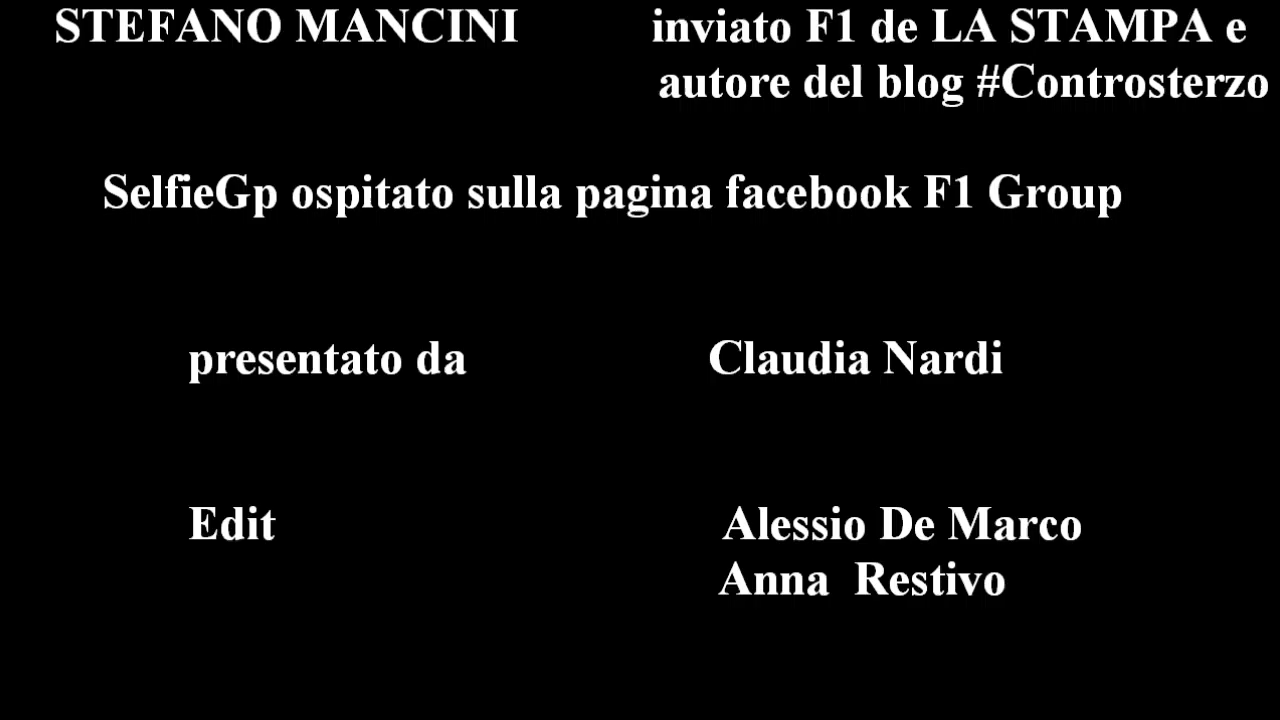 STEFANO MANCINI inviato F1 de LA STAMPA e
autore del blog #Controsterzo
SelfieGp ospitato sulla pagina facebook F1 Group
presentato da Claudia Nardi
Edit Alessio De Marco
Anna Restivo